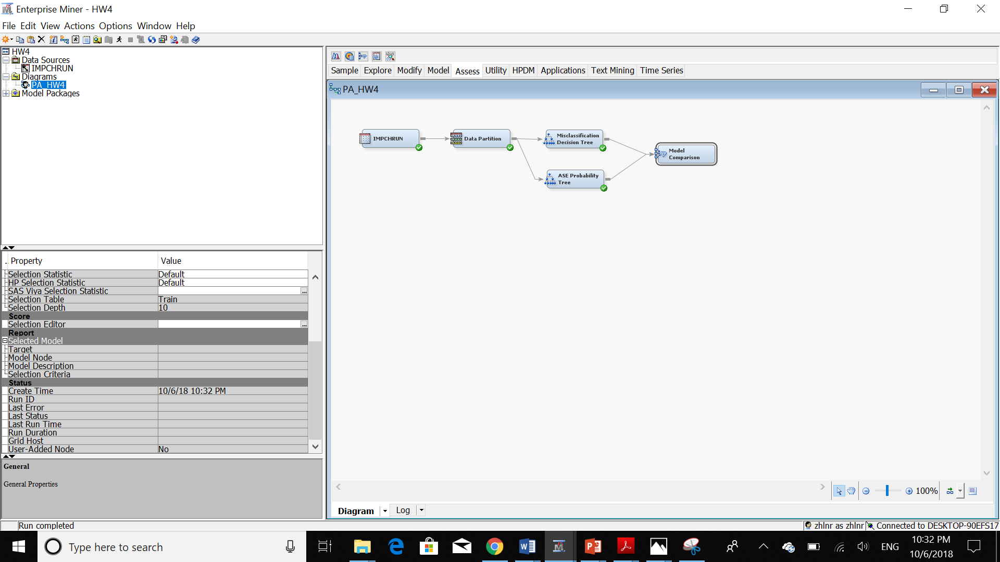 Enterprise Miner - HW4
File Edit View Actions Options Window Help
HW4
Data Sources
IMPCHRUN
Diagrams
PA_HW4
Model Packages
.. Property Value
Selection Statistic Default
HP Selection Statistic Default
SAS Viya Selection Statistic ...
Selection Table Train
Selection Depth 10
Score
Selection Editor ...
Report
Selected Model
Target
Model Node
Model Description
Selection Criteria
Status
Create Time 10/6/18 10:32 PM
Run ID
Last Error
Last Status
Last Run Time
Run Duration
Grid Host
User-Added Node No
General
General Properties
Sample Explore Modify Model Assess Utility HPDM Applications Text Mining Time Series
PA_HW4
IMPCHRUN
Data Partition
Misclassification
Decision Tree
ASE Probability
Tree
Model
Comparison
100%
Diagram Log
Run completed
zhlnr as zhlnr Connected to DESKTOP-90EFS17
Type here to search
ENG
10:32 PM
10/6/2018